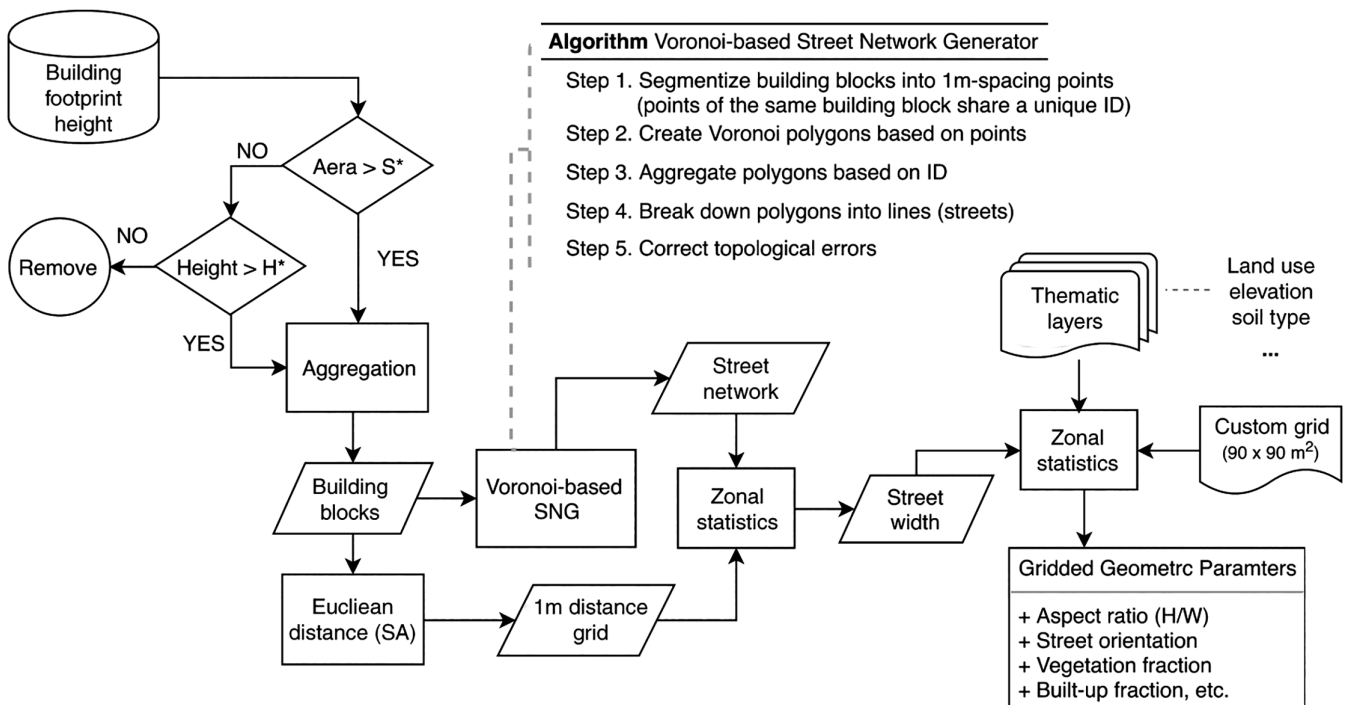 Building
footprint
height
Algorithm Voronoi-based Street Network Generator
Step 1. Segmentize building blocks into 1m-spacing points
(points of the same building block share a unique ID)
Step 2. Create Voronoi polygons based on points
Step 3. Aggregate polygons based on ID
Step 4. Break down polygons into lines (streets)
Step 5. Correct topological errors
Aera > S*
NO
YES
Height > H*
NO
Remove
YES
Aggregation
Building
blocks
Voronoi-based
SNG
Street
network
Eucliean
distance (SA)
1m distance
grid
Zonal
statistics
Street
width
Thematic
layers
Land use
elevation
soil type
...
Zonal
statistics
Custom grid
(90 x 90 m²)
Gridded Geometrc Paramters
+ Aspect ratio (H/W)
+ Street orientation
+ Vegetation fraction
+ Built-up fraction, etc.